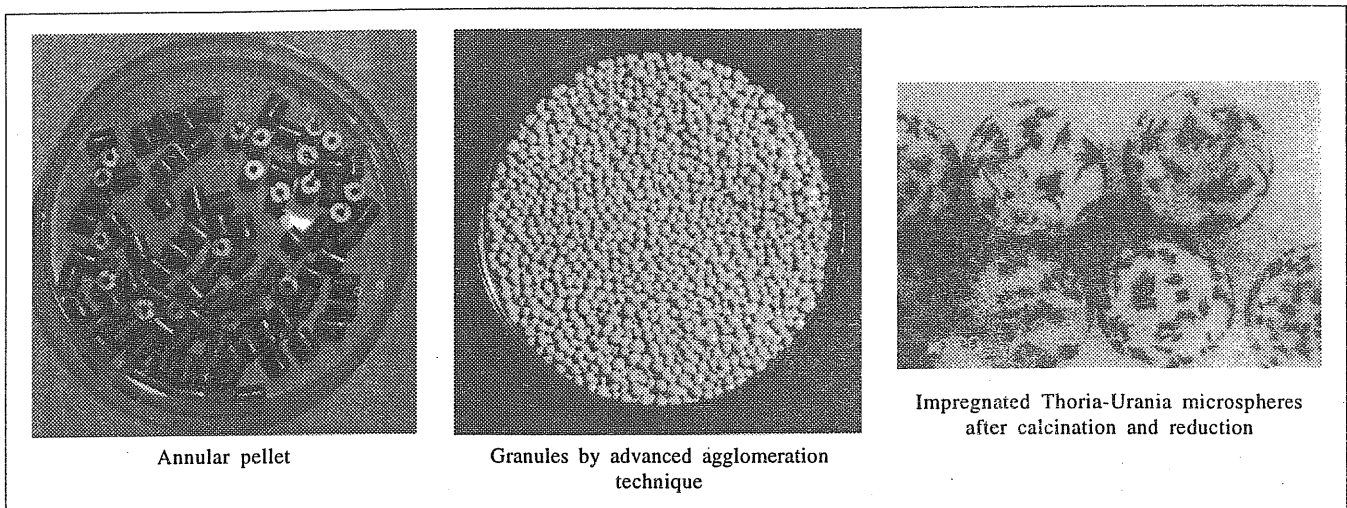 Annular pellet
Granules by advanced agglomeration
technique
Impregnated Thoria-Urania microspheres
after calcination and reduction